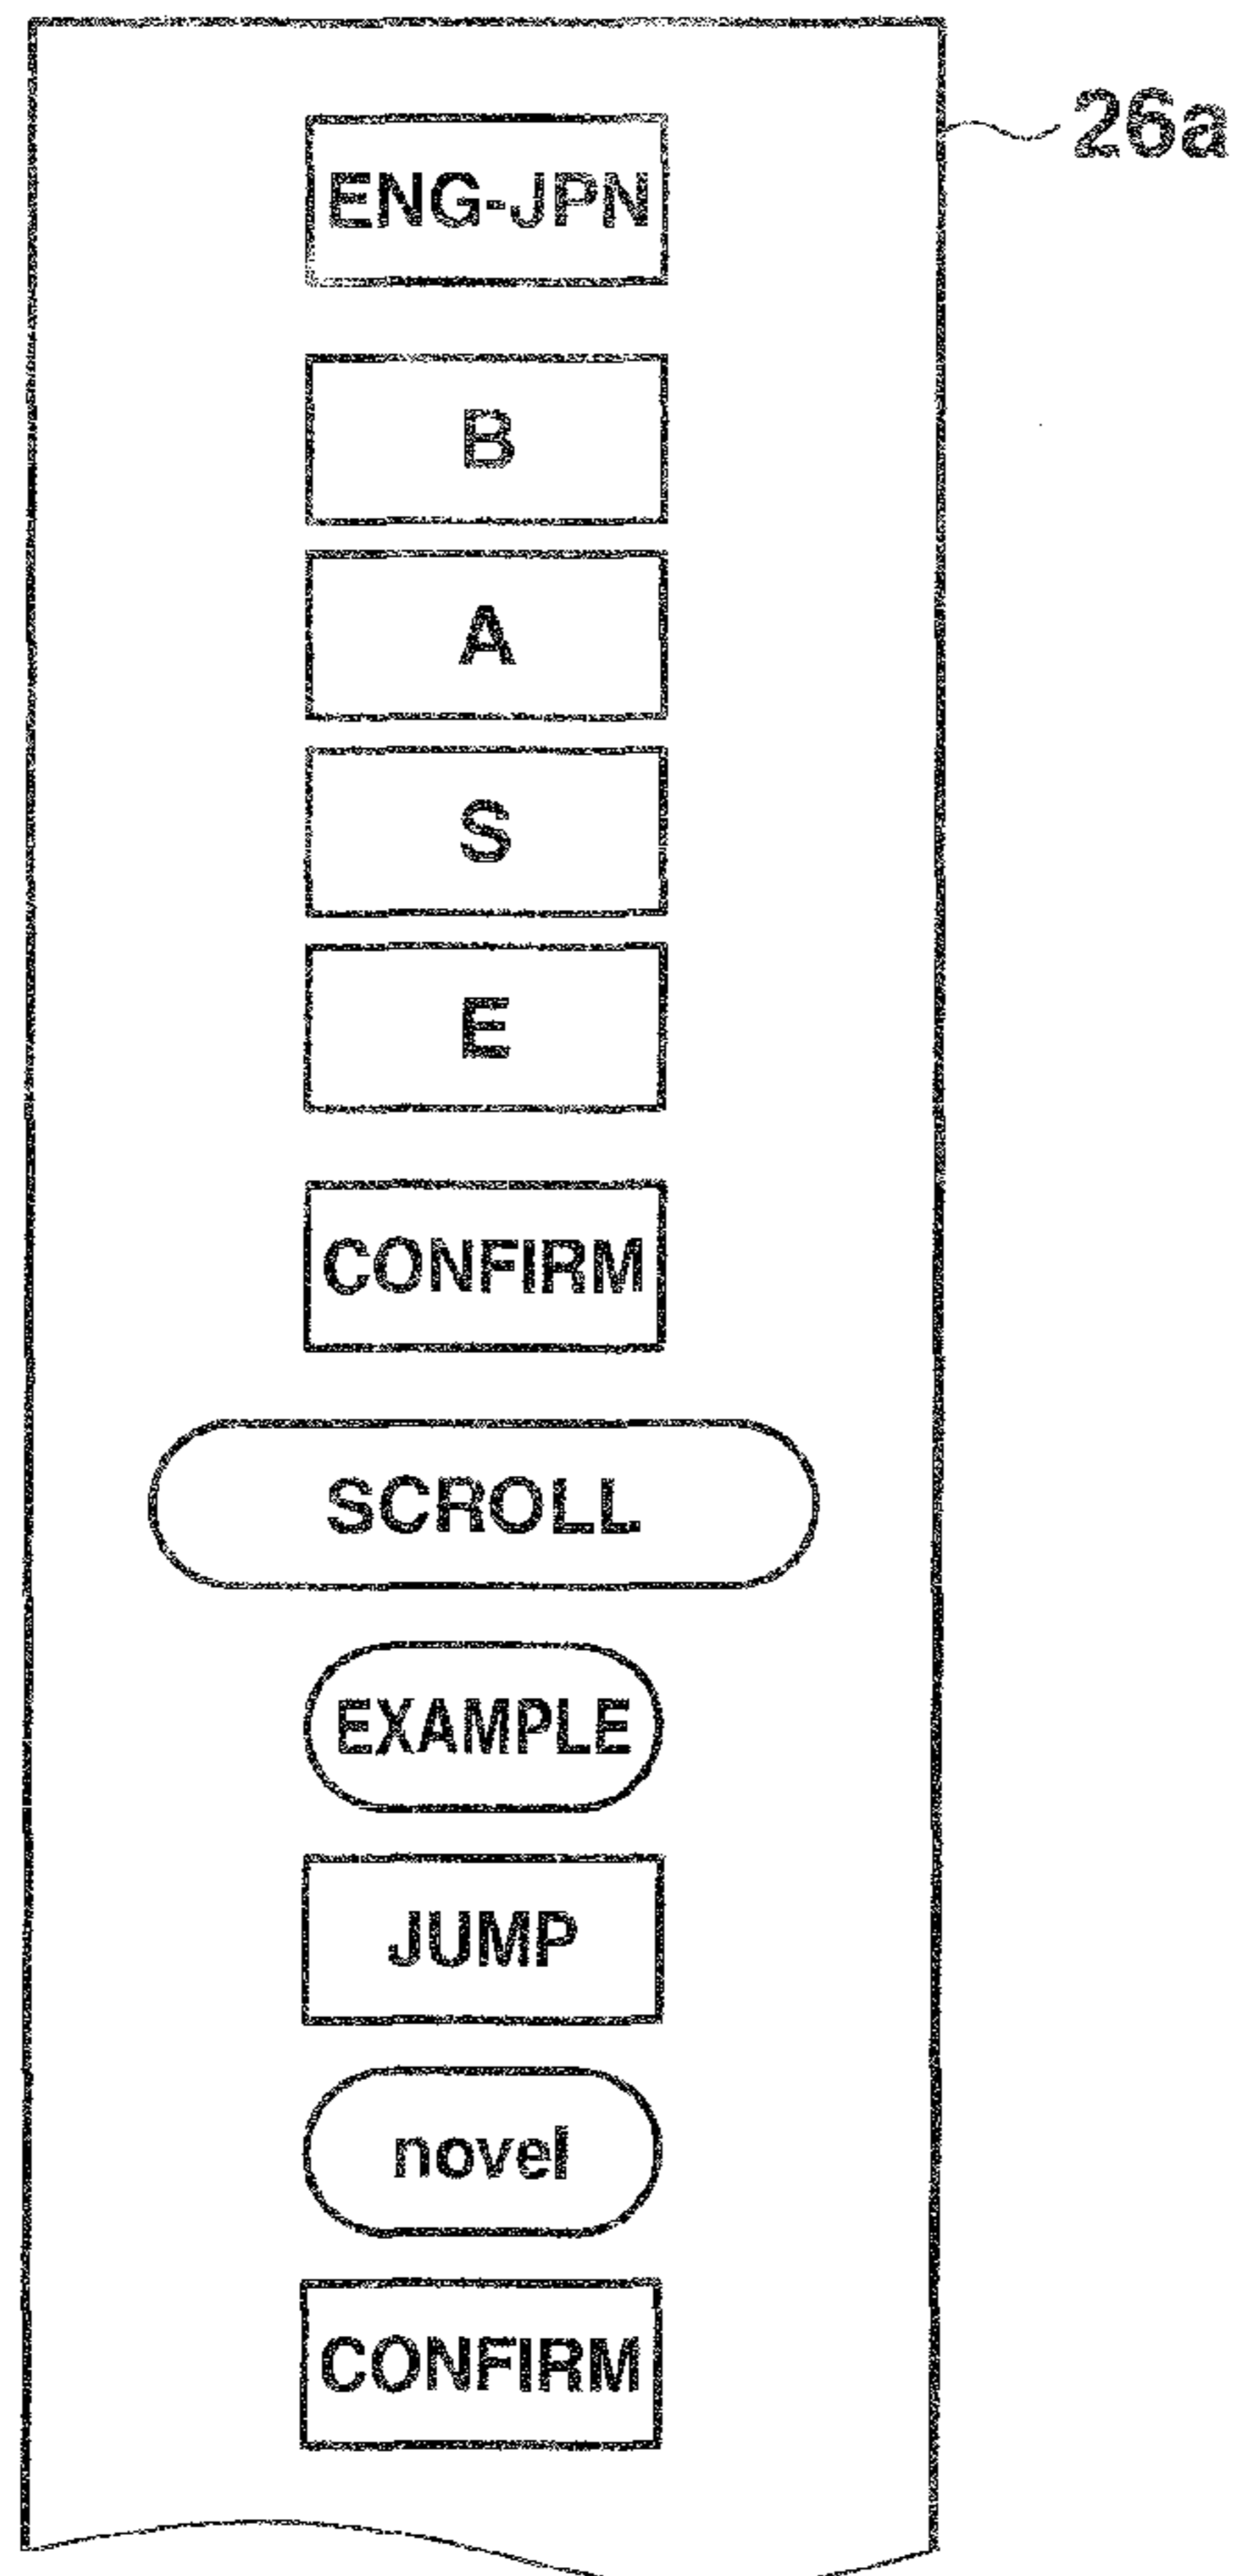 26a
ENG-JPN
B
A
S
E
CONFIRM
SCROLL
EXAMPLE
JUMP
novel
CONFIRM